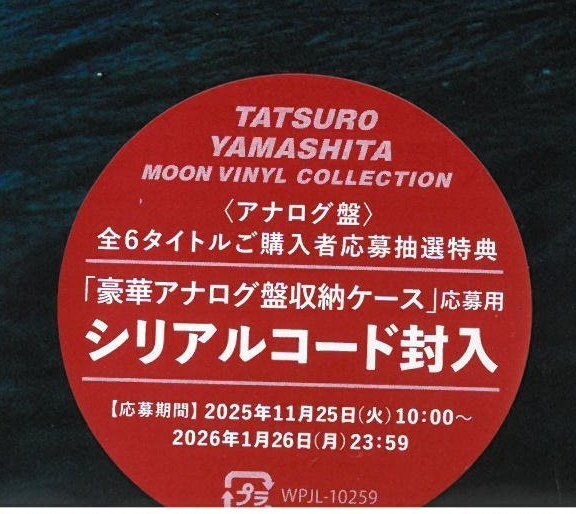 TATSURO
YAMASHITA
MOON VINYL COLLECTION
〈アナログ盤〉
全6タイトルご購入者応募抽選特典
「豪華アナログ盤収納ケース」応募用
シリアルコード封入
【応募期間】2025年11月25日(火)10:00～
2026年1月26日(月)23:59
プラ WPJL-10259